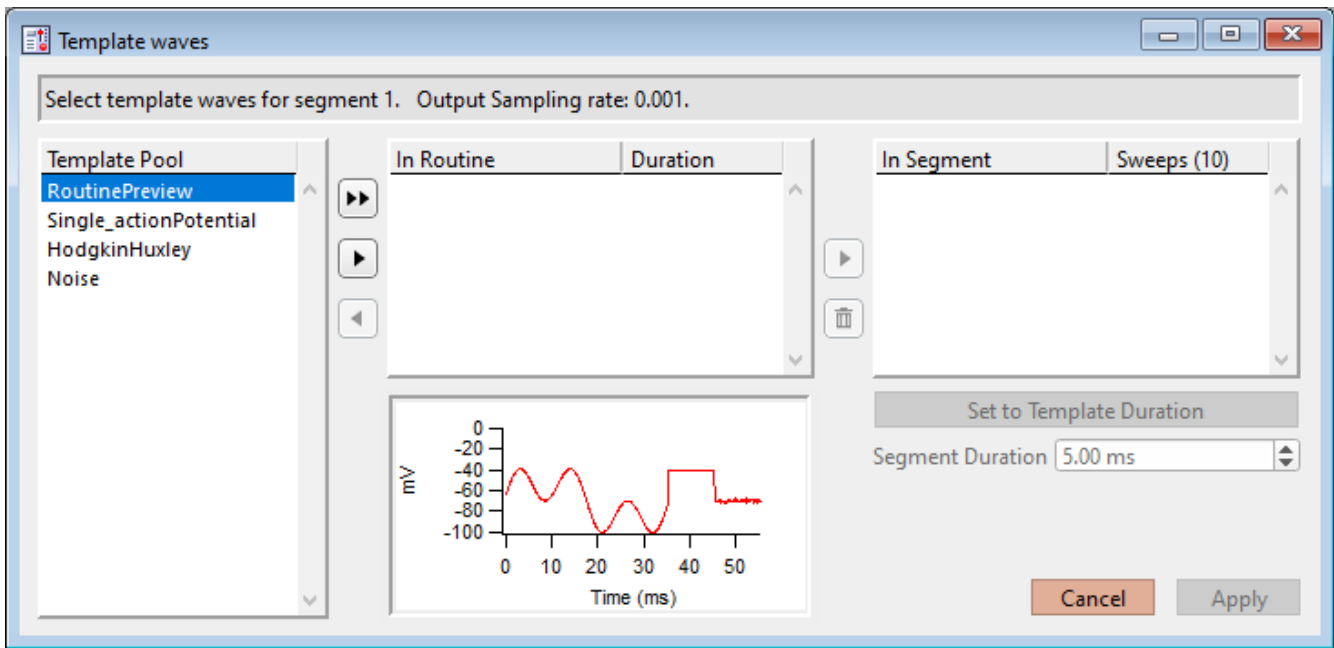 Template waves
Select template waves for segment 1.   Output Sampling rate: 0.001.
Template Pool
RoutinePreview
Single_actionPotential
HodgkinHuxley
Noise
In Routine Duration
In Segment Sweeps (10)
Set to Template Duration
Segment Duration 5.00 ms
mV
0
-20
-40
-60
-80
-100
0 10 20 30 40 50
Time (ms)
Cancel Apply